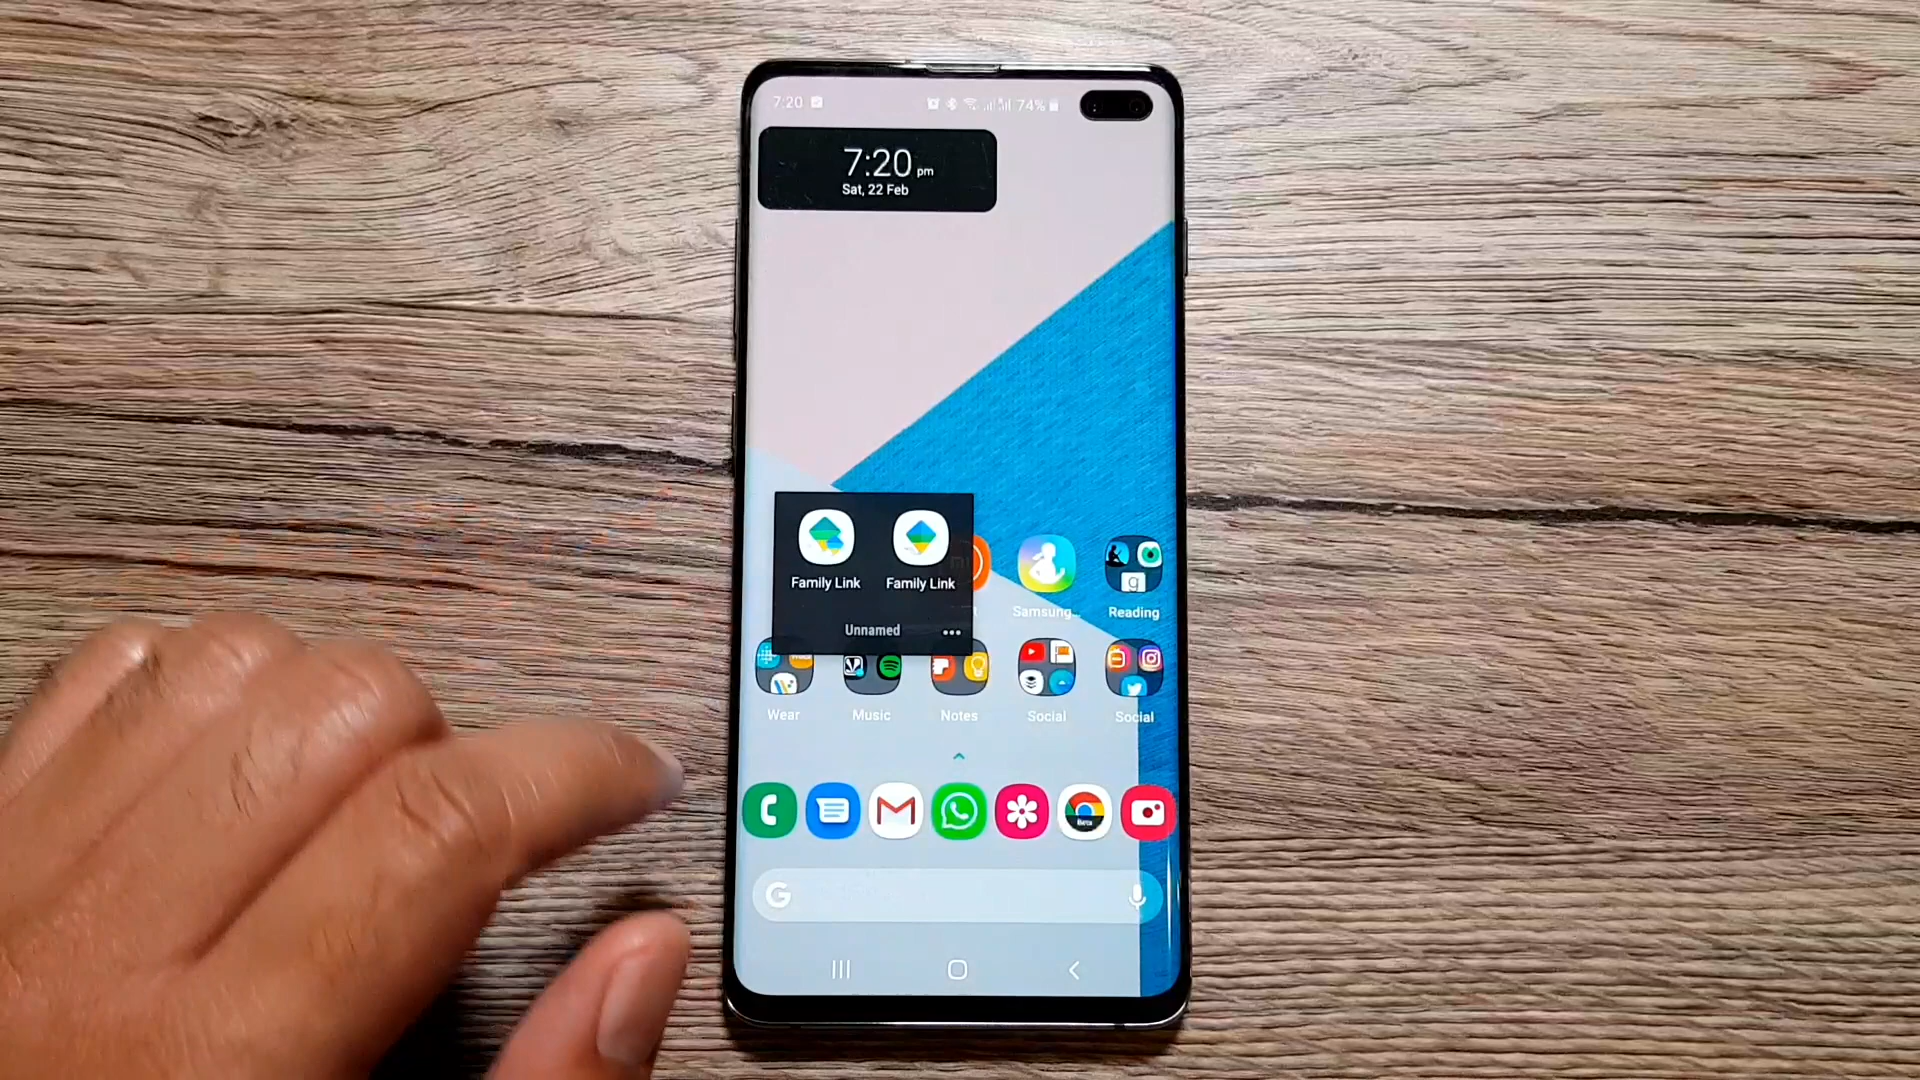 7:20
74%
7:20 pm
Sat, 22 Feb
Family Link
Family Link
Unnamed
Samsung...
Reading
Wear
Music
Notes
Social
Social
Beta
G